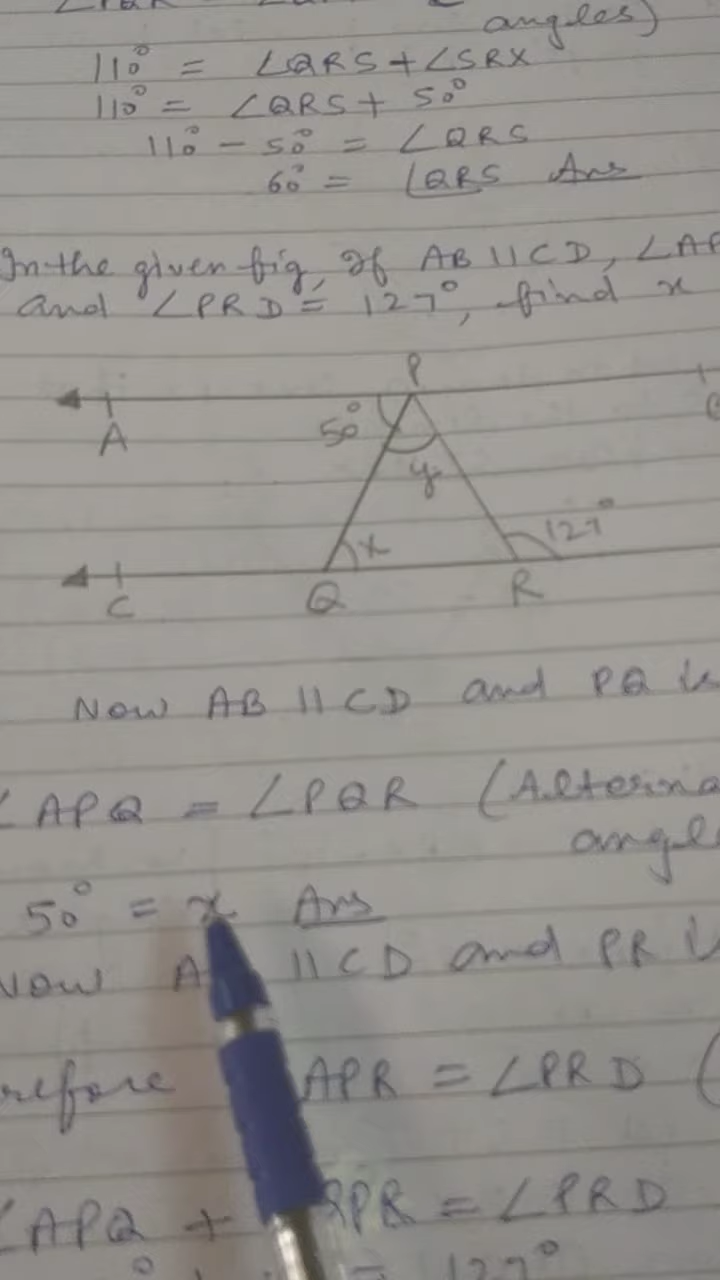 angles)
110° = ∠QRS + ∠SRX
110° = ∠QRS + 50°
110° - 50° = ∠QRS
60° = ∠QRS Ans
In the given fig, If AB || CD, ∠AP
and ∠PRD = 127°, find x
P
A
50°
y
x
127°
C
Q
R
Now AB || CD and PQ is
∠APQ = ∠PQR (Alterna
angle
50° = x Ans
Now A || CD and PR i
refore APR = ∠PRD (
∠APQ + QPR = ∠PRD
= 127°